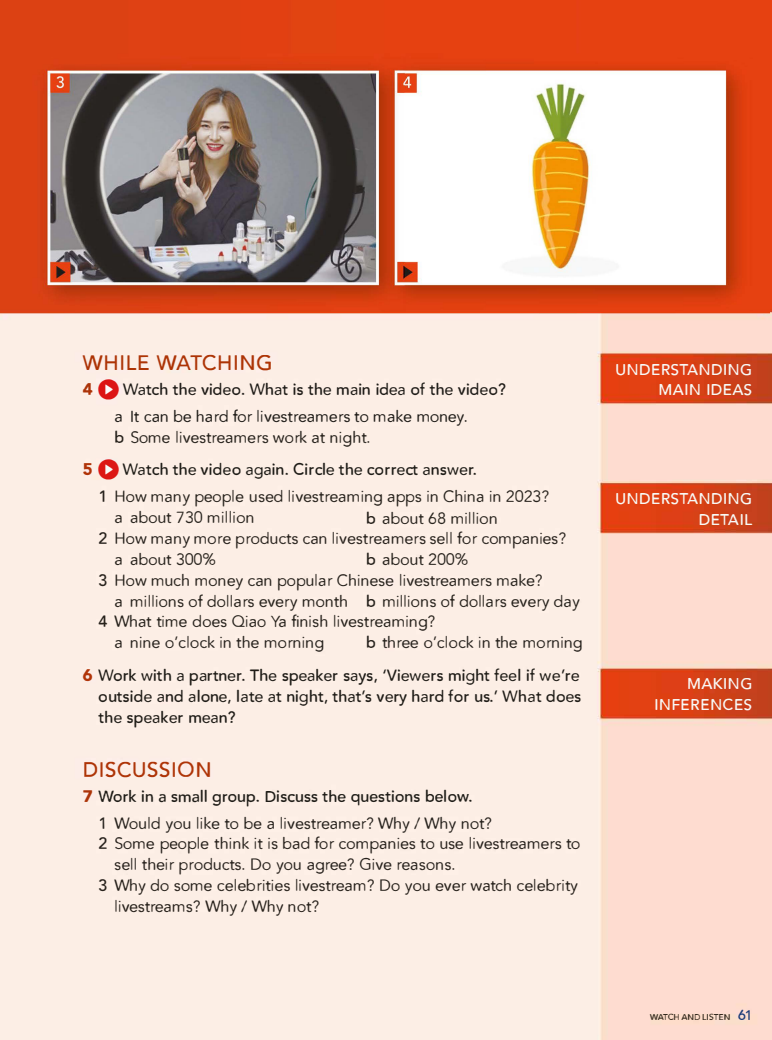 3
4
WHILE WATCHING
4 Watch the video. What is the main idea of the video?
a It can be hard for livestreamers to make money.
b Some livestreamers work at night.
5 Watch the video again. Circle the correct answer.
1 How many people used livestreaming apps in China in 2023?
a about 730 million b about 68 million
2 How many more products can livestreamers sell for companies?
a about 300% b about 200%
3 How much money can popular Chinese livestreamers make?
a millions of dollars every month b millions of dollars every day
4 What time does Qiao Ya finish livestreaming?
a nine o’clock in the morning b three o’clock in the morning
6 Work with a partner. The speaker says, ‘Viewers might feel if we’re
outside and alone, late at night, that’s very hard for us.’ What does
the speaker mean?
DISCUSSION
7 Work in a small group. Discuss the questions below.
1 Would you like to be a livestreamer? Why / Why not?
2 Some people think it is bad for companies to use livestreamers to
sell their products. Do you agree? Give reasons.
3 Why do some celebrities livestream? Do you ever watch celebrity
livestreams? Why / Why not?
UNDERSTANDING
MAIN IDEAS
UNDERSTANDING
DETAIL
MAKING
INFERENCES
WATCH AND LISTEN 61